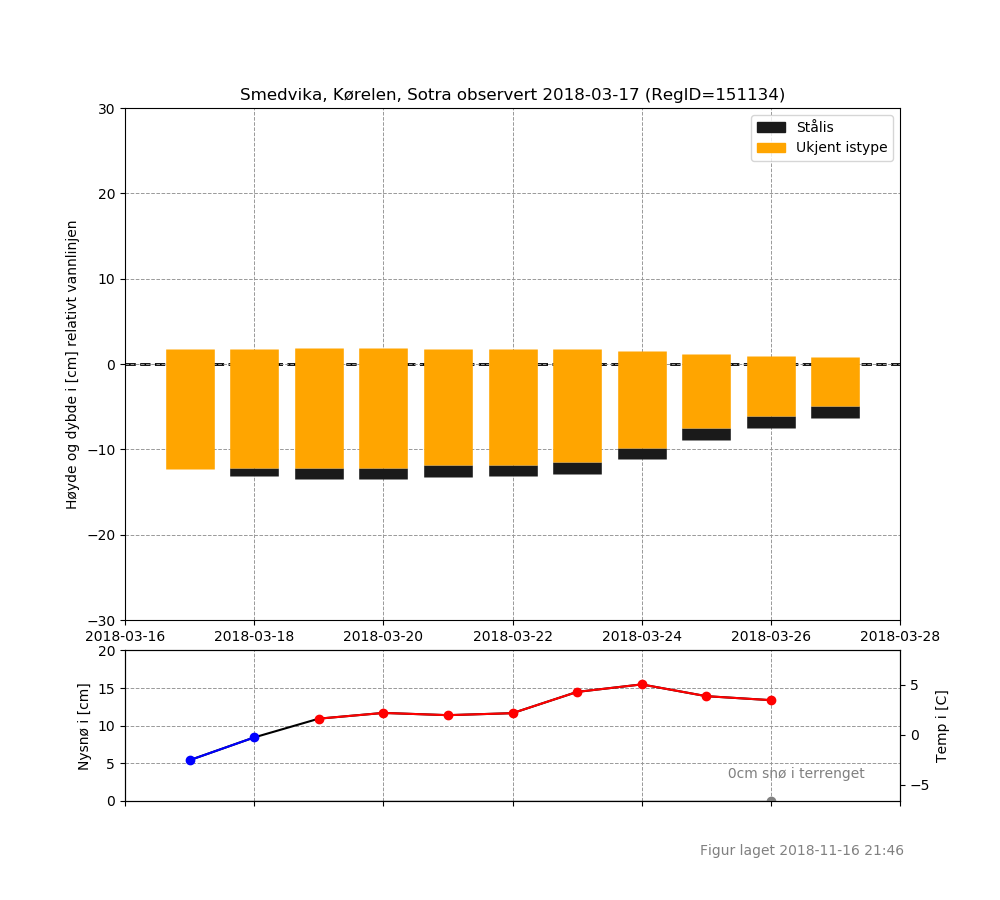 Smedvika, Kørelen, Sotra observert 2018-03-17 (RegID=151134)
Stålis
Ukjent istype
Høyde og dybde i [cm] relativt vannlinjen
30
20
10
0
−10
−20
−30
2018-03-16 2018-03-18 2018-03-20 2018-03-22 2018-03-24 2018-03-26 2018-03-28
Nysnø i [cm]
20
15
10
5
0
5
0
−5
Temp i [C]
0cm snø i terrenget
Figur laget 2018-11-16 21:46